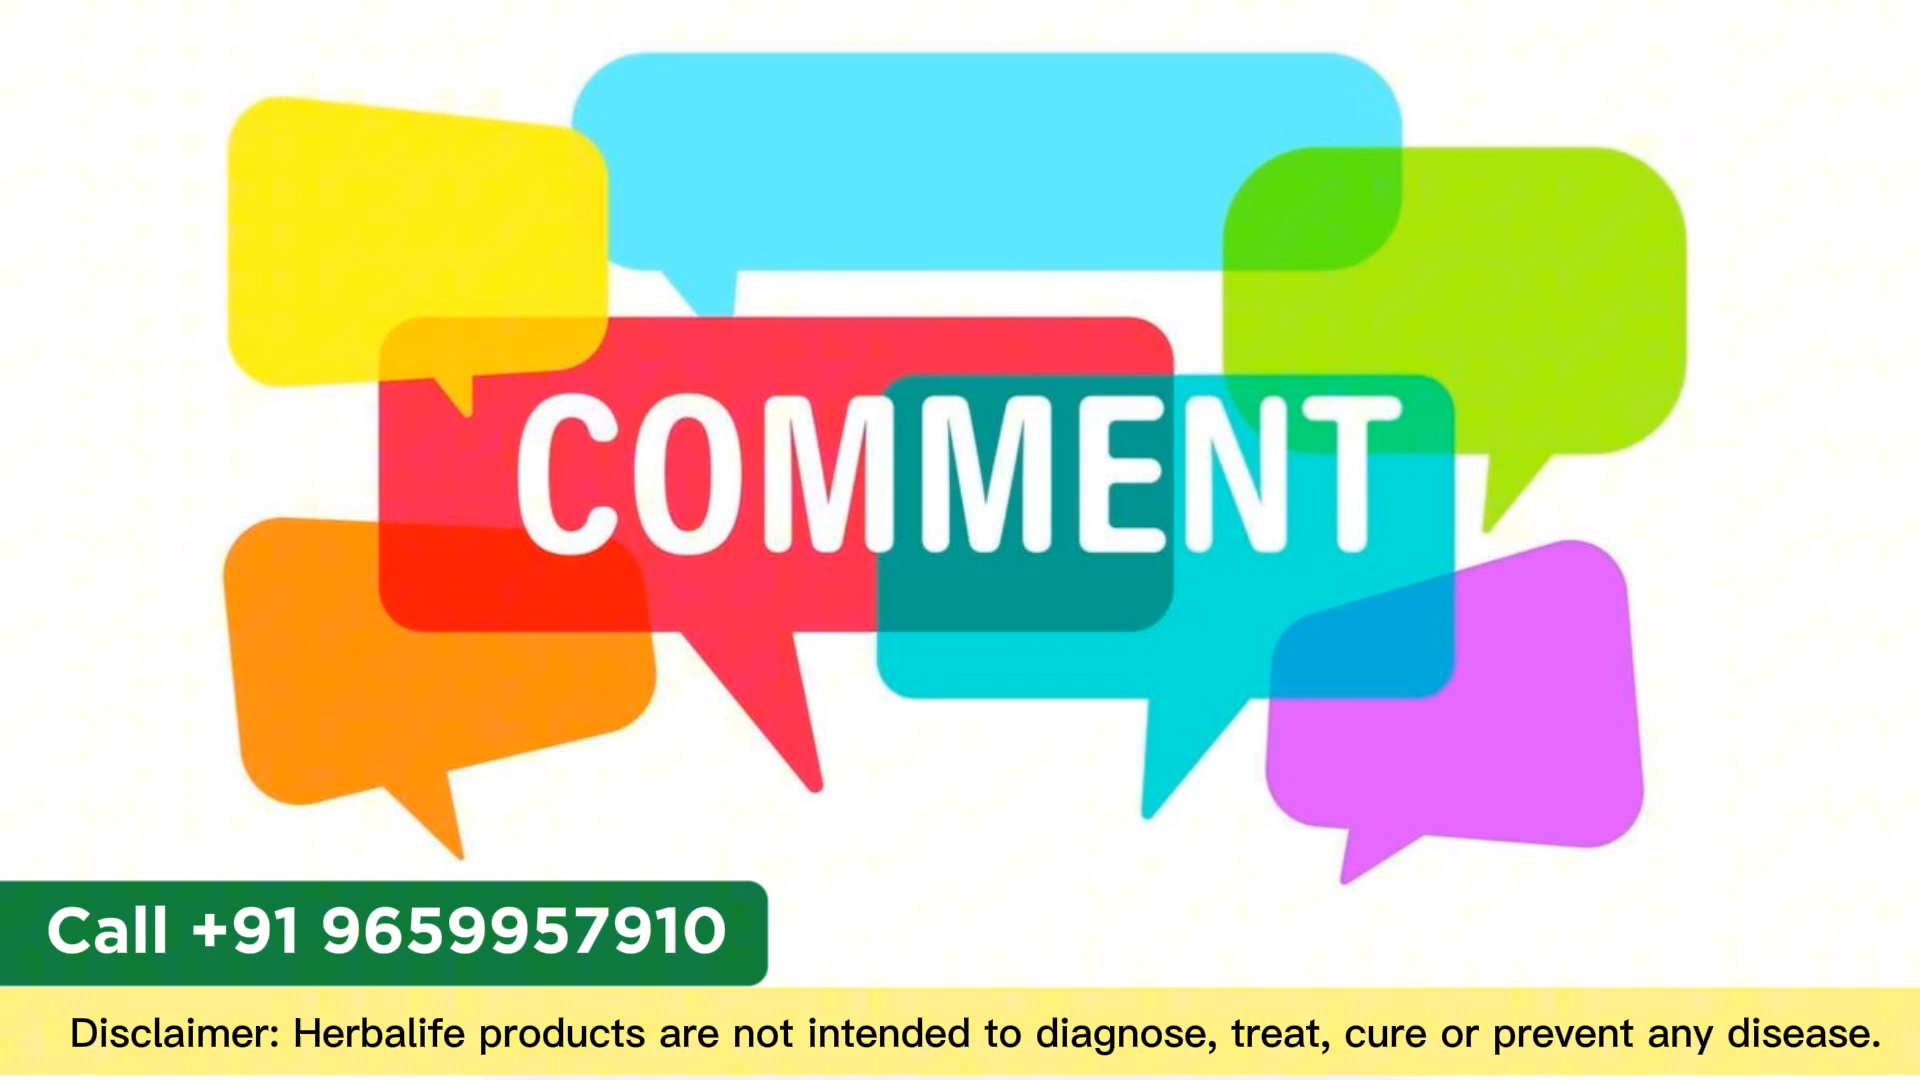 COMMENT
Call +91 9659957910
Disclaimer: Herbalife products are not intended to diagnose, treat, cure or prevent any disease.